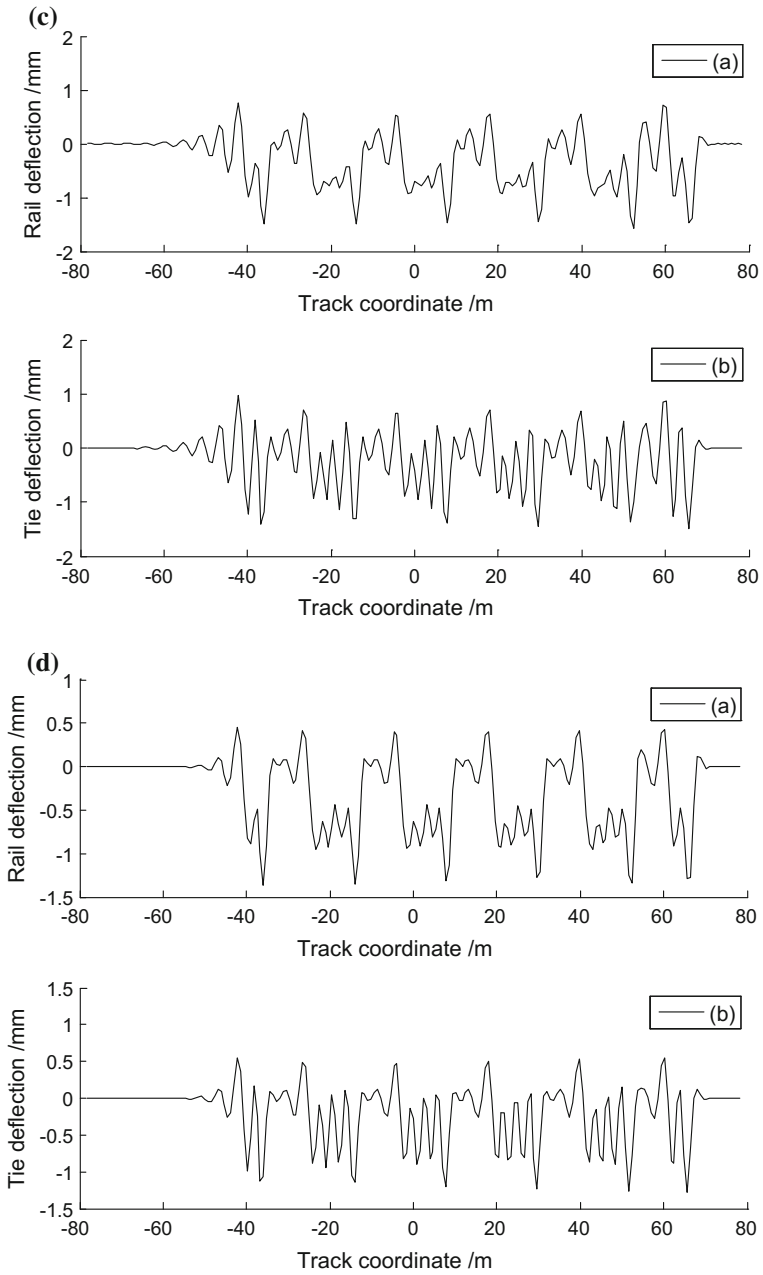 (c)
2
1
0
-1
-2
Rail deflection /mm
(a)
-80 -60 -40 -20 0 20 40 60 80
Track coordinate /m
2
1
0
-1
-2
Tie deflection /mm
(b)
-80 -60 -40 -20 0 20 40 60 80
Track coordinate /m
(d)
1
0.5
0
-0.5
-1
-1.5
Rail deflection /mm
(a)
-80 -60 -40 -20 0 20 40 60 80
Track coordinate /m
1.5
1
0.5
0
-0.5
-1
-1.5
Tie deflection /mm
(b)
-80 -60 -40 -20 0 20 40 60 80
Track coordinate /m